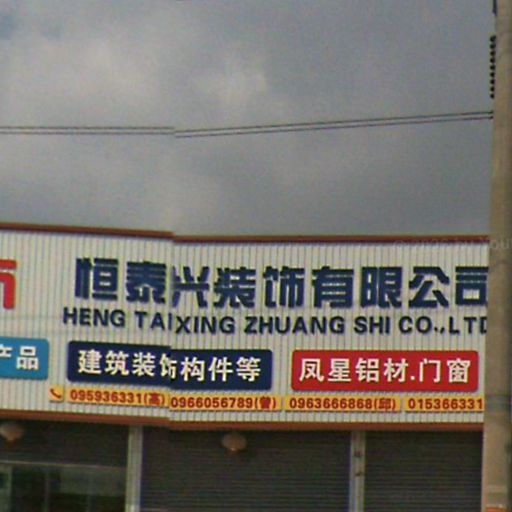 恒泰兴装饰有限公司
HENG TAIXING ZHUANG SHI CO.,LTD
产品 建筑装饰构件等 凤星铝材.门窗
095936331(高) 0966056789(曾) 0963666868(邱) 015366331